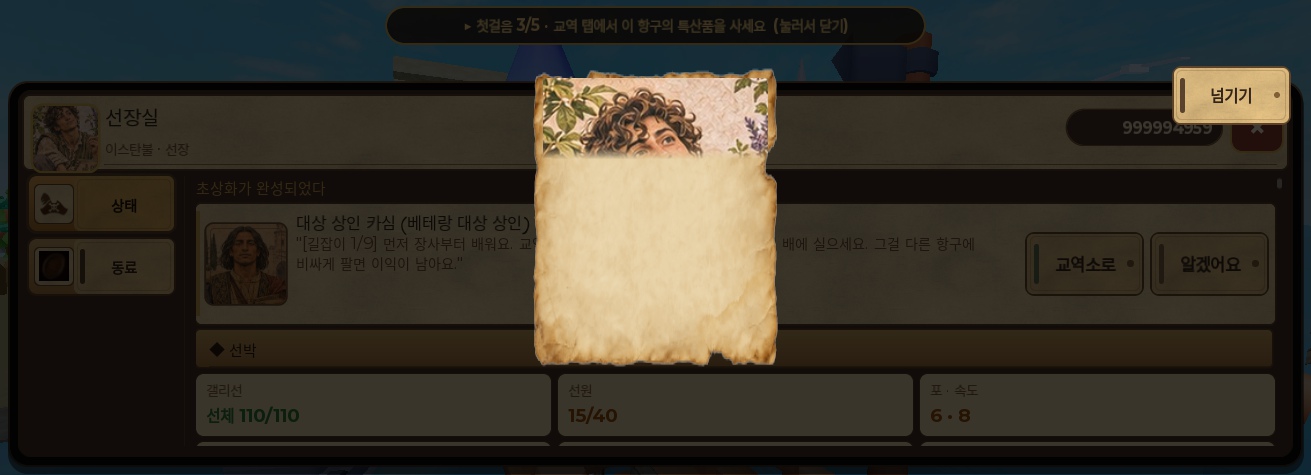 ▸ 첫걸음 3/5 · 교역 탭에서 이 항구의 특산품을 사세요 (눌러서 닫기)
넘기기
선장실
이스탄불 · 선장
999994959
상태
동료
초상화가 완성되었다
대상 상인 카심 (베테랑 대상 상인)
"[길잡이 1/9] 먼저 장사부터 배워요. 배에 실으세요. 그걸 다른 항구에
비싸게 팔면 이익이 남아요."
교역소로
알겠어요
◆ 선박
갤리선
선체 110/110
선원
15/40
포 · 속도
6 · 8